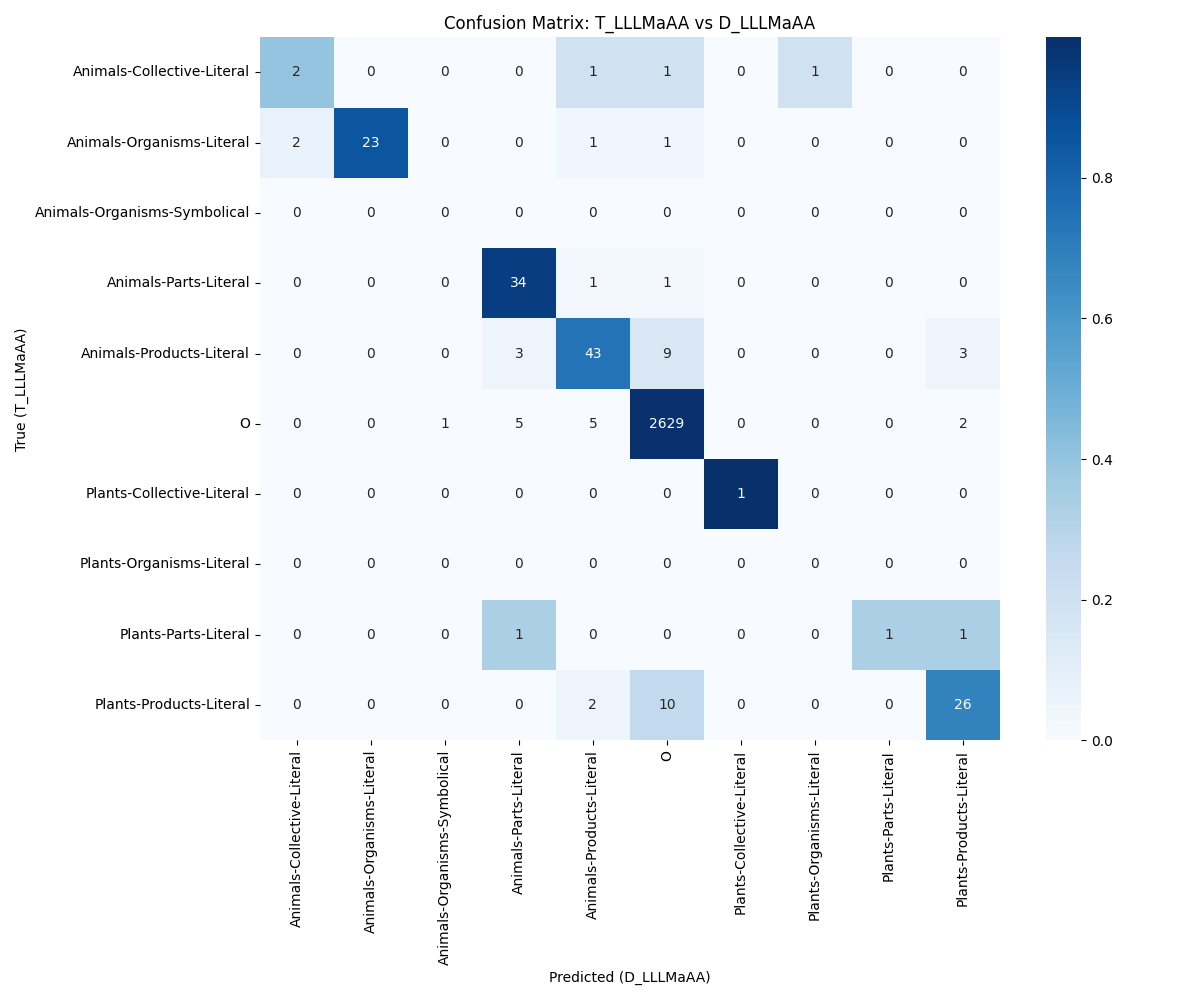 Confusion Matrix: T_LLLMaAA vs D_LLLMaAA
True (T_LLLMaAA)
Animals-Collective-Literal 2 0 0 0 1 1 0 1 0 0
Animals-Organisms-Literal 2 23 0 0 1 1 0 0 0 0
Animals-Organisms-Symbolical 0 0 0 0 0 0 0 0 0 0
Animals-Parts-Literal 0 0 0 34 1 1 0 0 0 0
Animals-Products-Literal 0 0 0 3 43 9 0 0 0 3
O 0 0 1 5 5 2629 0 0 0 2
Plants-Collective-Literal 0 0 0 0 0 0 1 0 0 0
Plants-Organisms-Literal 0 0 0 0 0 0 0 0 0 0
Plants-Parts-Literal 0 0 0 1 0 0 0 0 1 1
Plants-Products-Literal 0 0 0 0 2 10 0 0 0 26
Animals-Collective-Literal
Animals-Organisms-Literal
Animals-Organisms-Symbolical
Animals-Parts-Literal
Animals-Products-Literal
O
Plants-Collective-Literal
Plants-Organisms-Literal
Plants-Parts-Literal
Plants-Products-Literal
Predicted (D_LLLMaAA)
0.8
0.6
0.4
0.2
0.0